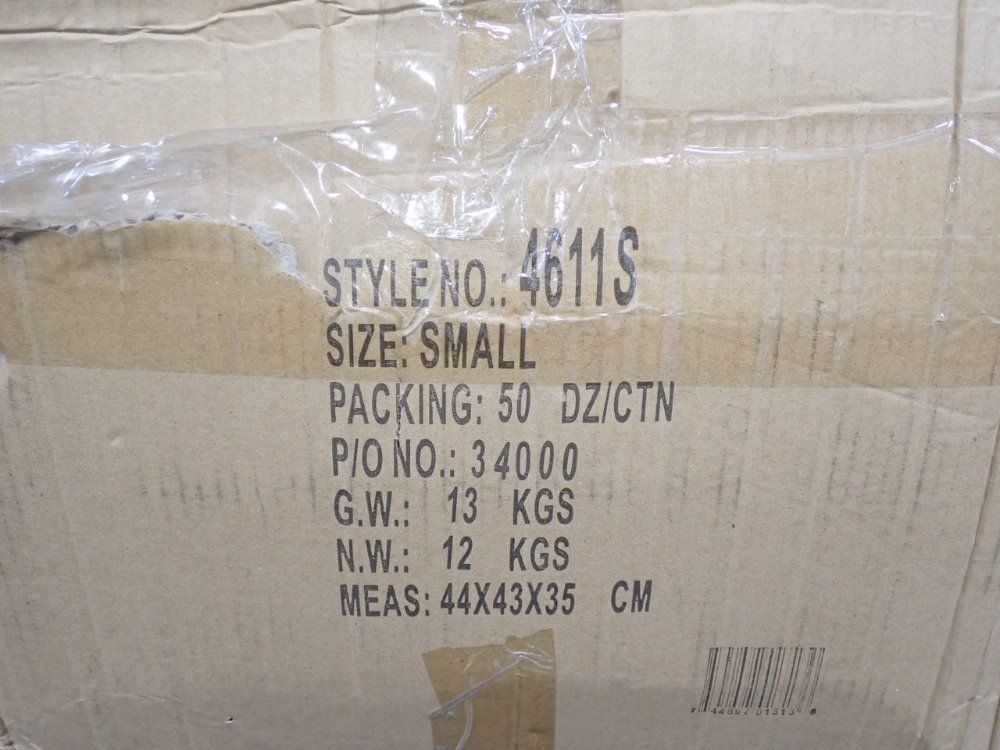 STYLE NO.: 4611S
SIZE: SMALL
PACKING: 50 DZ/CTN
P/O NO.: 34000
G.W.: 13 KGS
N.W.: 12 KGS
MEAS: 44X43X35 CM